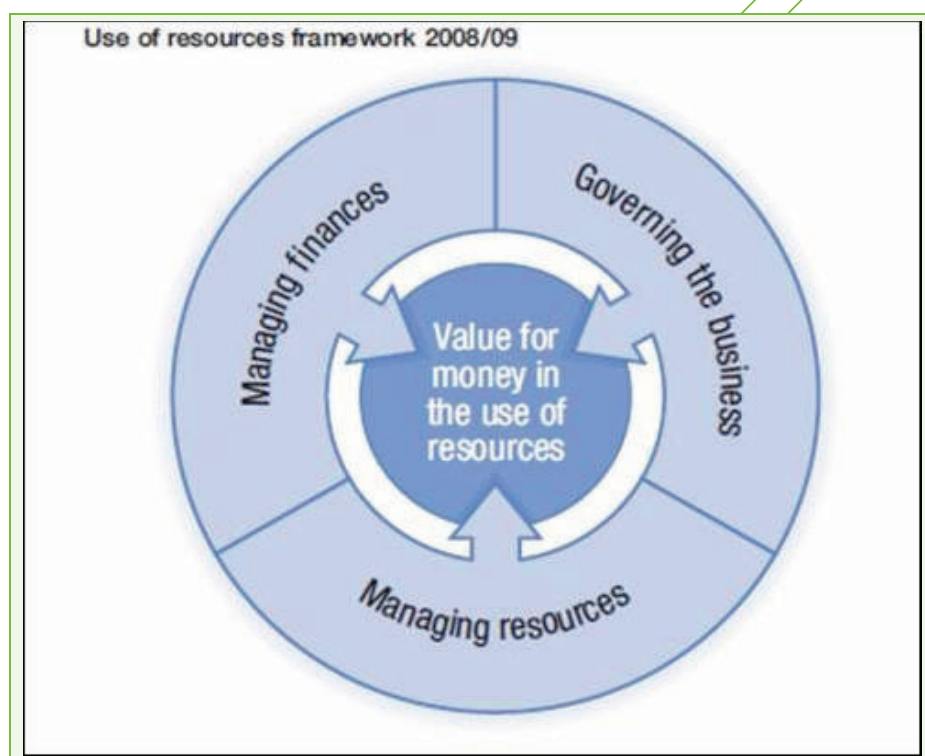 Use of resources framework 2008/09
Managing finances
Governing the business
Value for
money in
the use of
resources
Managing resources